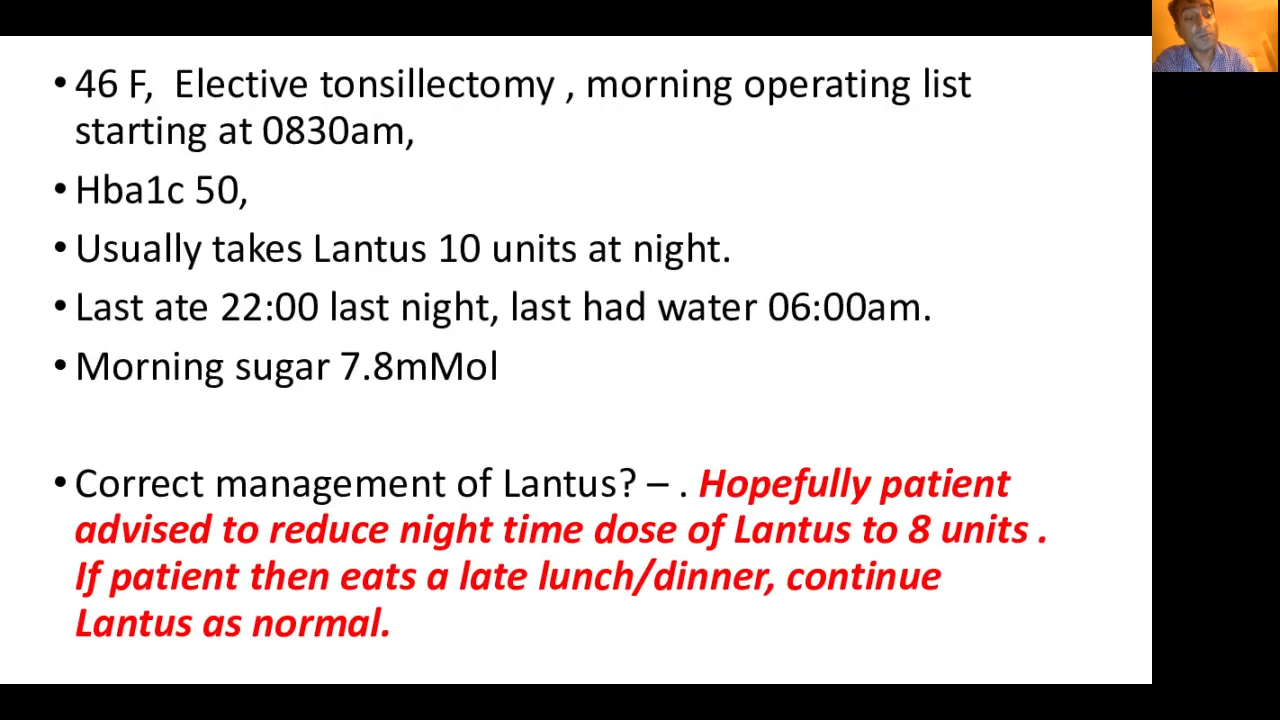 • 46 F,  Elective tonsillectomy , morning operating list
starting at 0830am,
• Hba1c 50,
• Usually takes Lantus 10 units at night.
• Last ate 22:00 last night, last had water 06:00am.
• Morning sugar 7.8mMol
• Correct management of Lantus? – . Hopefully patient
advised to reduce night time dose of Lantus to 8 units .
If patient then eats a late lunch/dinner, continue
Lantus as normal.